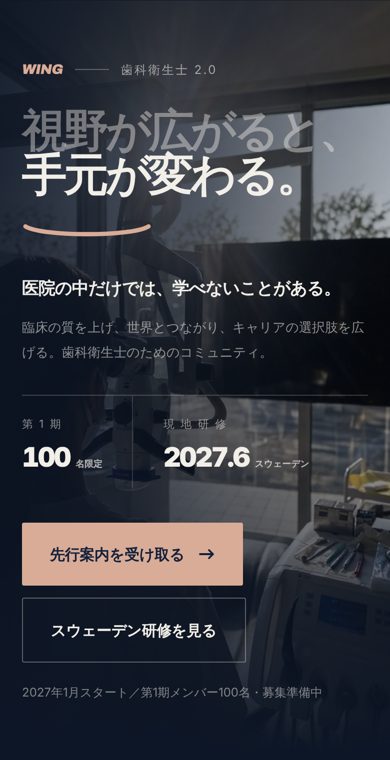 WING 歯科衛生士 2.0
視野が広がると、
手元が変わる。
医院の中だけでは、学べないことがある。
臨床の質を上げ、世界とつながり、キャリアの選択肢を広
げる。歯科衛生士のためのコミュニティ。
第1期 現地研修
100 名限定 2027.6 スウェーデン
先行案内を受け取る →
スウェーデン研修を見る
2027年1月スタート／第1期メンバー100名・募集準備中